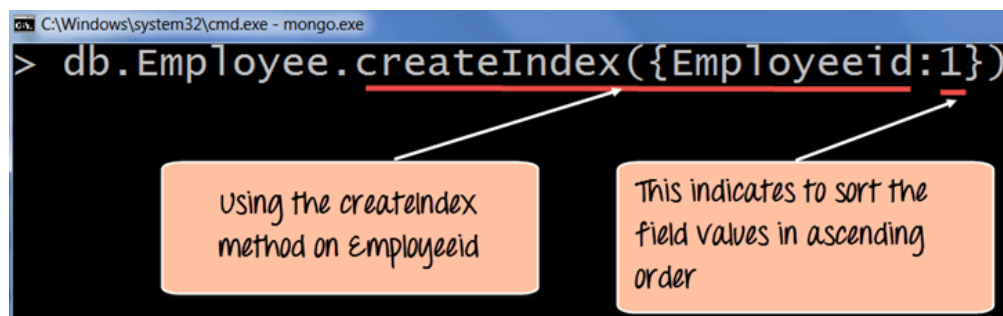 C:\Windows\system32\cmd.exe - mongo.exe
> db.Employee.createIndex({Employeeid:1})
Using the createIndex
method on Employeeid
This indicates to sort the
field values in ascending
order